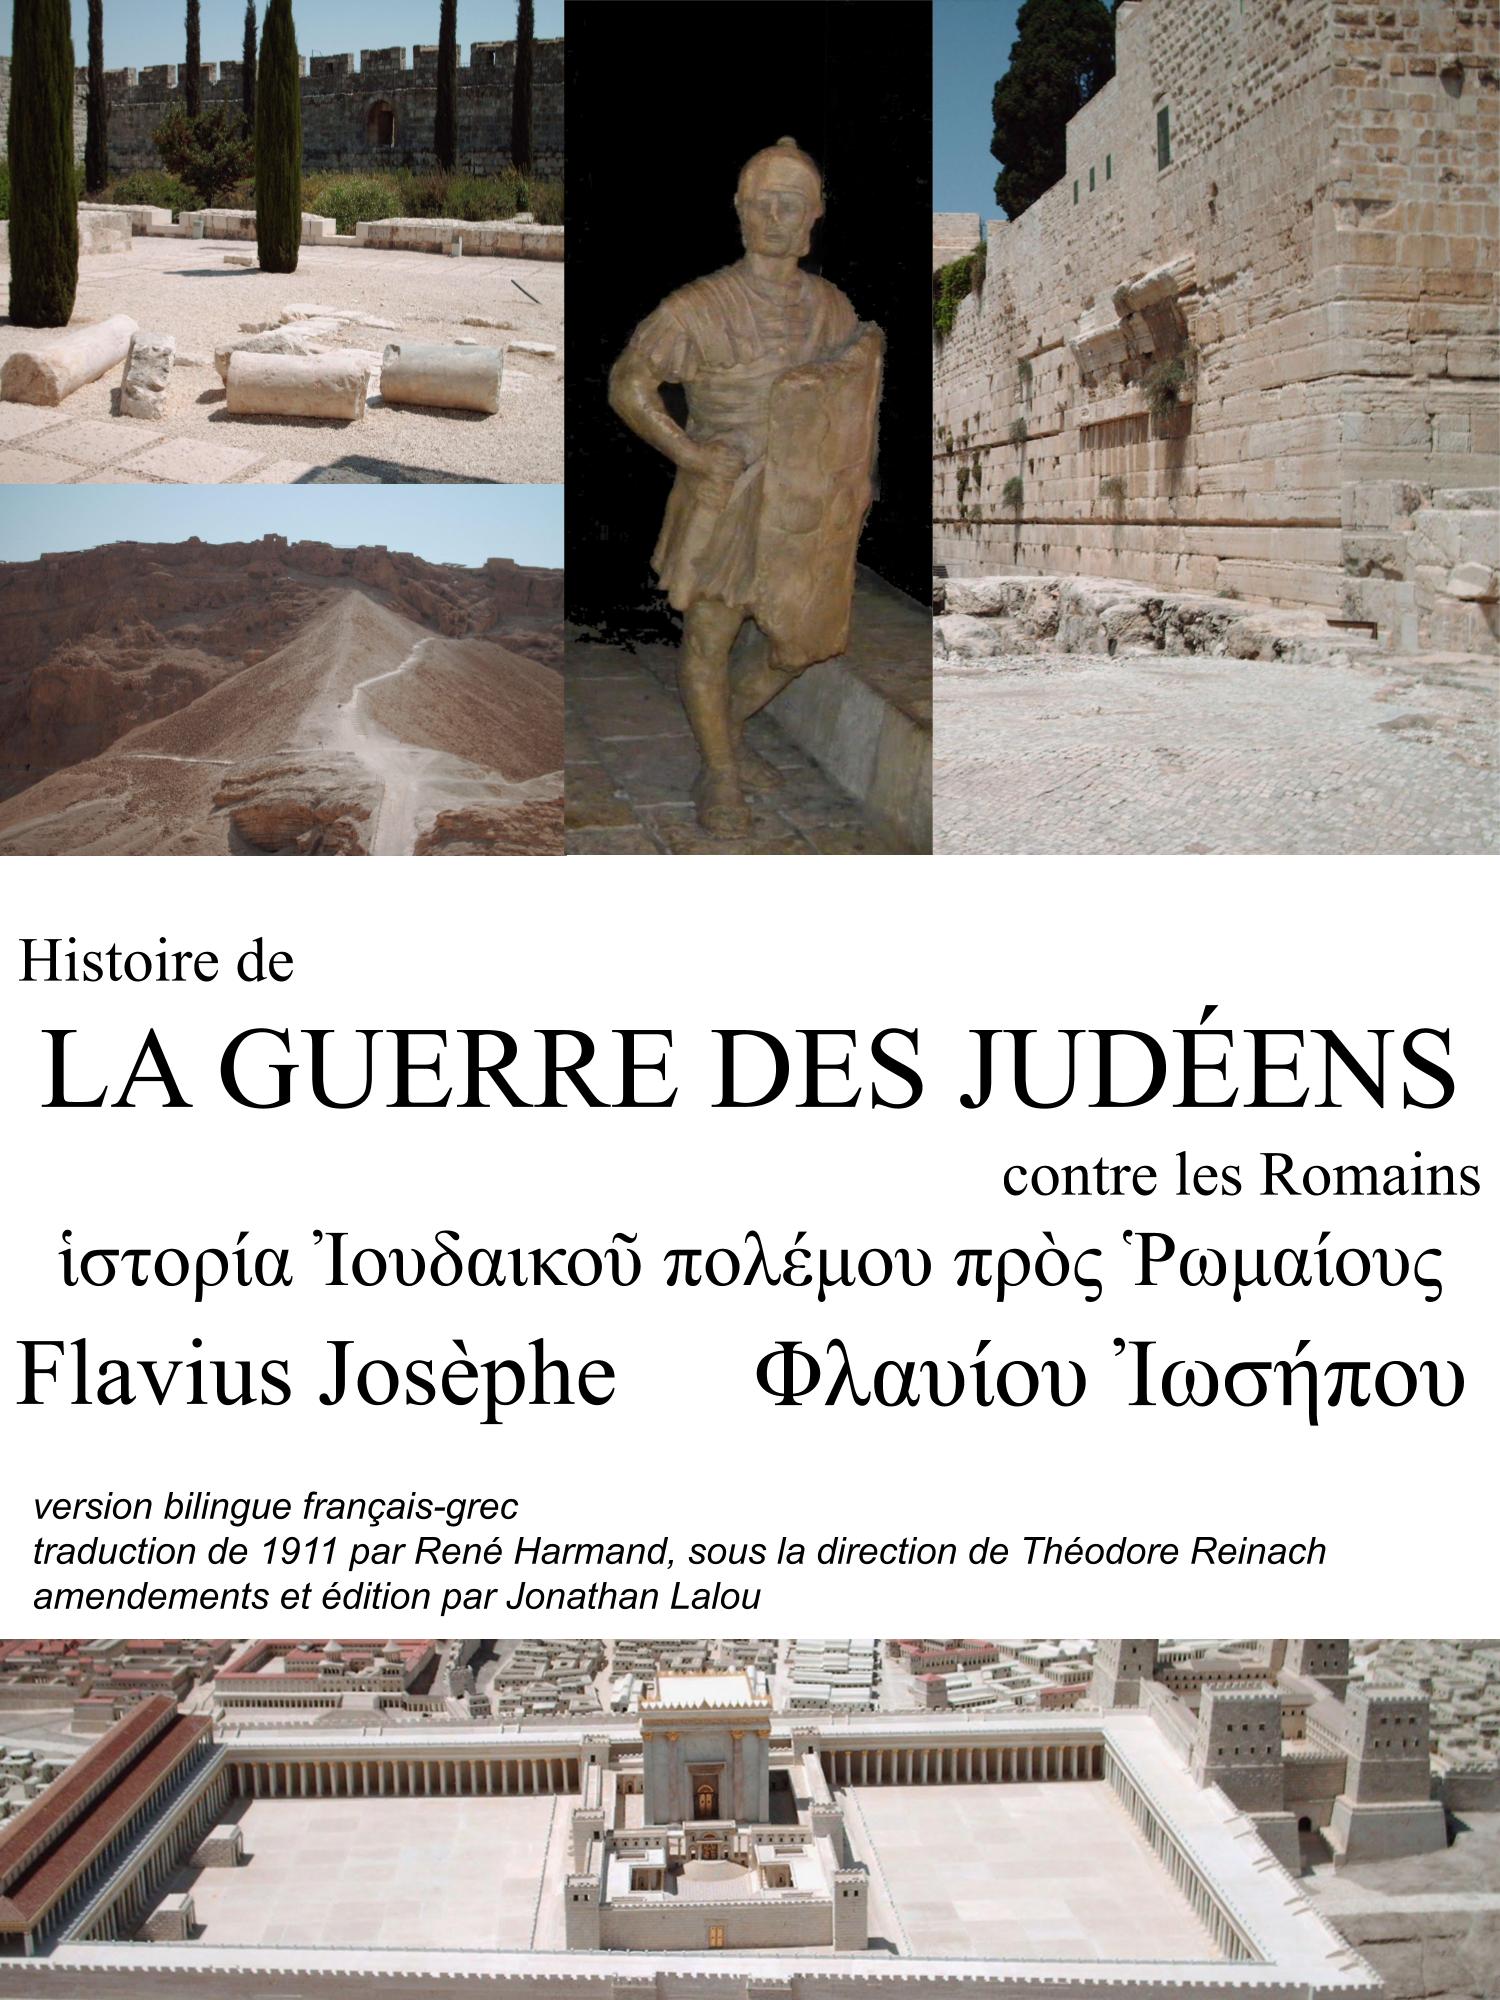 Histoire de
LA GUERRE DES JUDÉENS
contre les Romains
ἱστορία Ἰουδαικοῦ πολέμου πρὸς Ῥωμαίους
Flavius Josèphe Φλαυίου Ἰωσήπου
version bilingue français-grec
traduction de 1911 par René Harmand, sous la direction de Théodore Reinach
amendements et édition par Jonathan Lalou